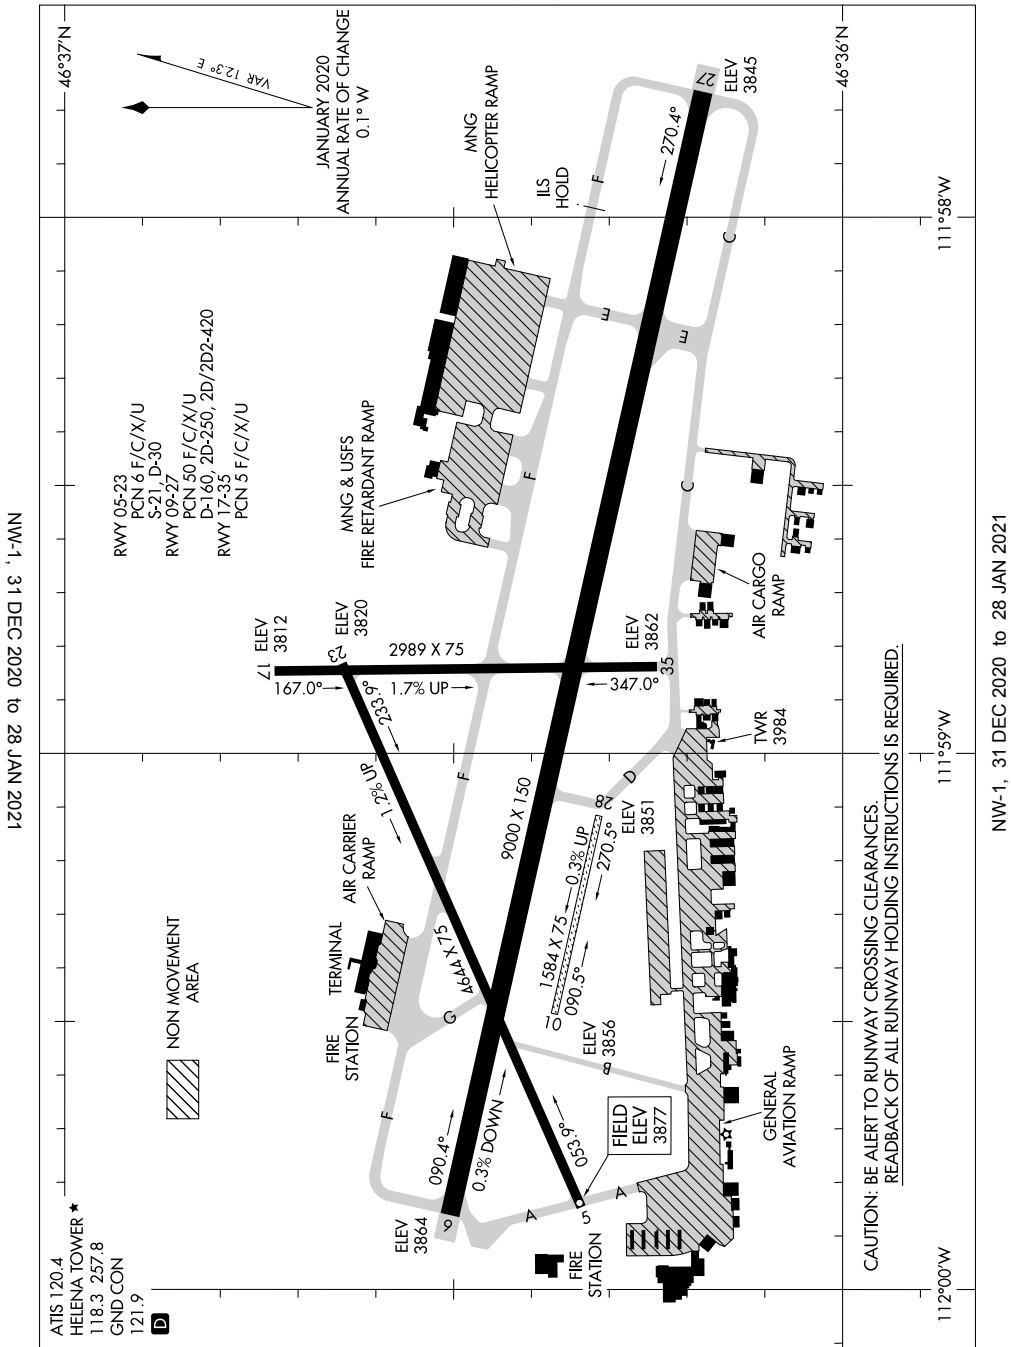 ATIS 120.4
HELENA TOWER ★
118.3 257.8
GND CON
121.9
D
NON MOVEMENT
AREA
RWY 05-23
PCN 6 F/C/X/U
S-21, D-30
RWY 09-27
PCN 50 F/C/X/U
D-160, 2D-250, 2D/2D2-420
RWY 17-35
PCN 5 F/C/X/U
46°37'N
VAR 12.3° E
JANUARY 2020
ANNUAL RATE OF CHANGE
0.1° W
MNG
HELICOPTER RAMP
ILS
HOLD
MNG & USFS
FIRE RETARDANT RAMP
17
ELEV
3812
23
ELEV
3820
167.0°
2989 X 75
1.7% UP
347.0°
ELEV
3862
35
233.9°
1.2% UP
4644 X 75
AIR CARRIER
RAMP
TERMINAL
FIRE
STATION
F
F
F
F
G
ELEV
3864
9
090.4°
0.3% DOWN
9000 X 150
270.4°
27
ELEV
3845
C
C
E
E
D
B
A
A
10
ELEV
3856
090.5°
1584 X 75
0.3% UP
270.5°
28
ELEV
3851
053.9°
5
FIELD
ELEV
3877
FIRE
STATION
GENERAL
AVIATION RAMP
TWR
3984
AIR CARGO
RAMP
46°36'N
112°00'W
111°59'W
111°58'W
CAUTION: BE ALERT TO RUNWAY CROSSING CLEARANCES.
READBACK OF ALL RUNWAY HOLDING INSTRUCTIONS IS REQUIRED.
NW-1, 31 DEC 2020 to 28 JAN 2021
NW-1, 31 DEC 2020 to 28 JAN 2021